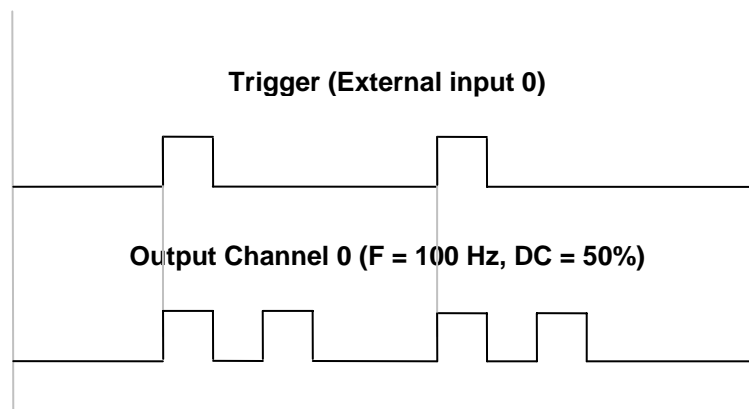 Trigger (External input 0)
Output Channel 0 (F = 100 Hz, DC = 50%)